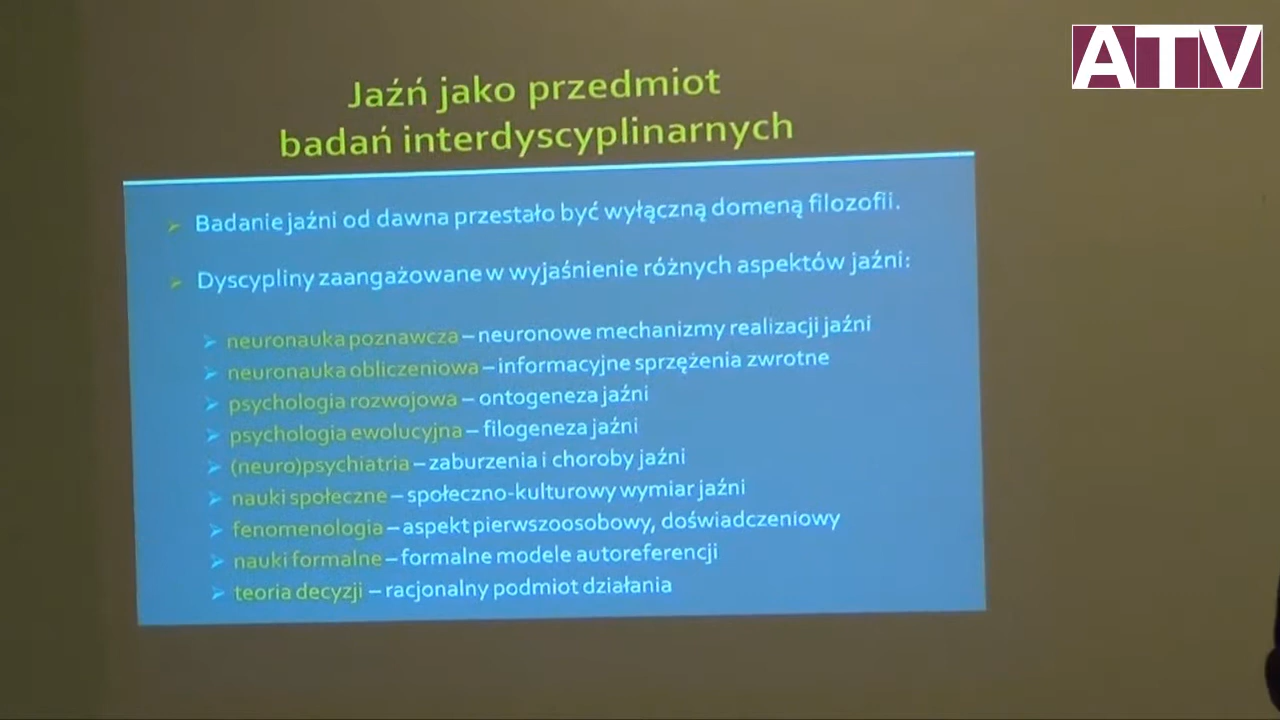 ATV
Jaźń jako przedmiot
badań interdyscyplinarnych
Badanie jaźni od dawna przestało być wyłączną domeną filozofii.
Dyscypliny zaangażowane w wyjaśnienie różnych aspektów jaźni:
neuronauka poznawcza – neuronowe mechanizmy realizacji jaźni
neuronauka obliczeniowa – informacyjne sprzężenia zwrotne
psychologia rozwojowa – ontogeneza jaźni
psychologia ewolucyjna – filogeneza jaźni
(neuro)psychiatria – zaburzenia i choroby jaźni
nauki społeczne – społeczno-kulturowy wymiar jaźni
fenomenologia – aspekt pierwszoosobowy, doświadczeniowy
nauki formalne – formalne modele autoreferencji
teoria decyzji – racjonalny podmiot działania